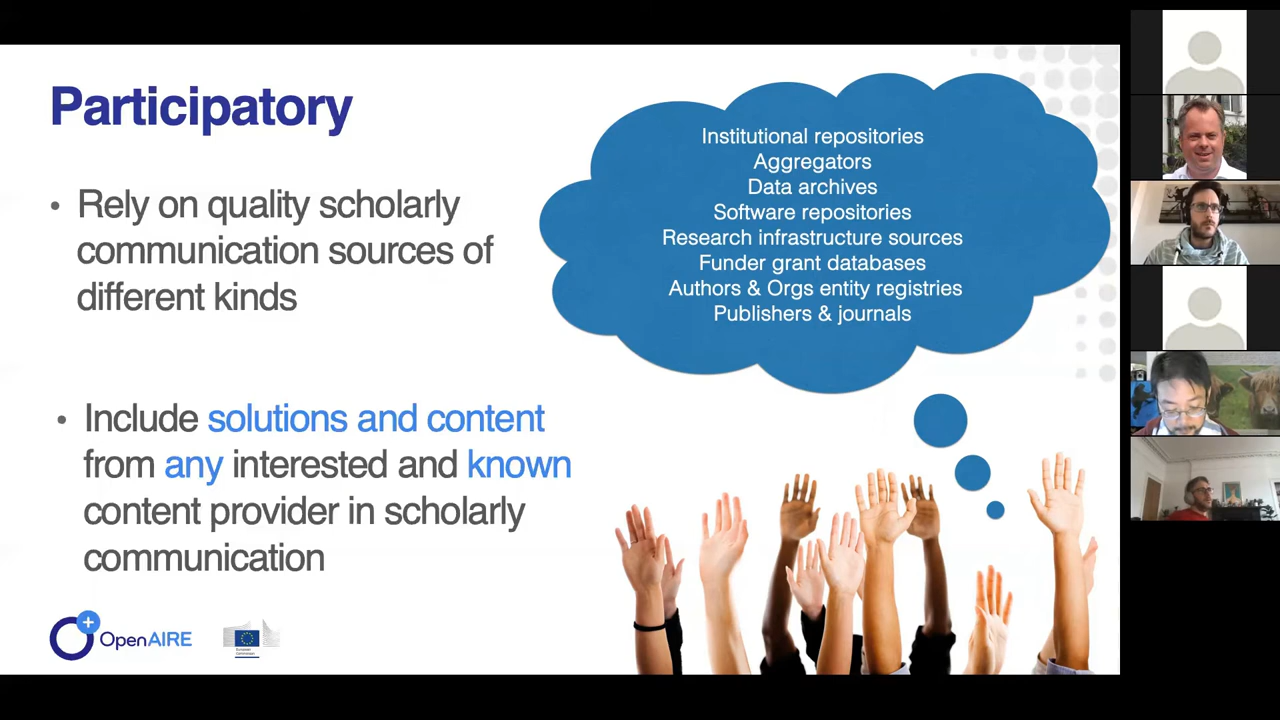 Participatory
• Rely on quality scholarly
communication sources of
different kinds
• Include solutions and content
from any interested and known
content provider in scholarly
communication
Institutional repositories
Aggregators
Data archives
Software repositories
Research infrastructure sources
Funder grant databases
Authors & Orgs entity registries
Publishers & journals
OpenAIRE
European
Commission